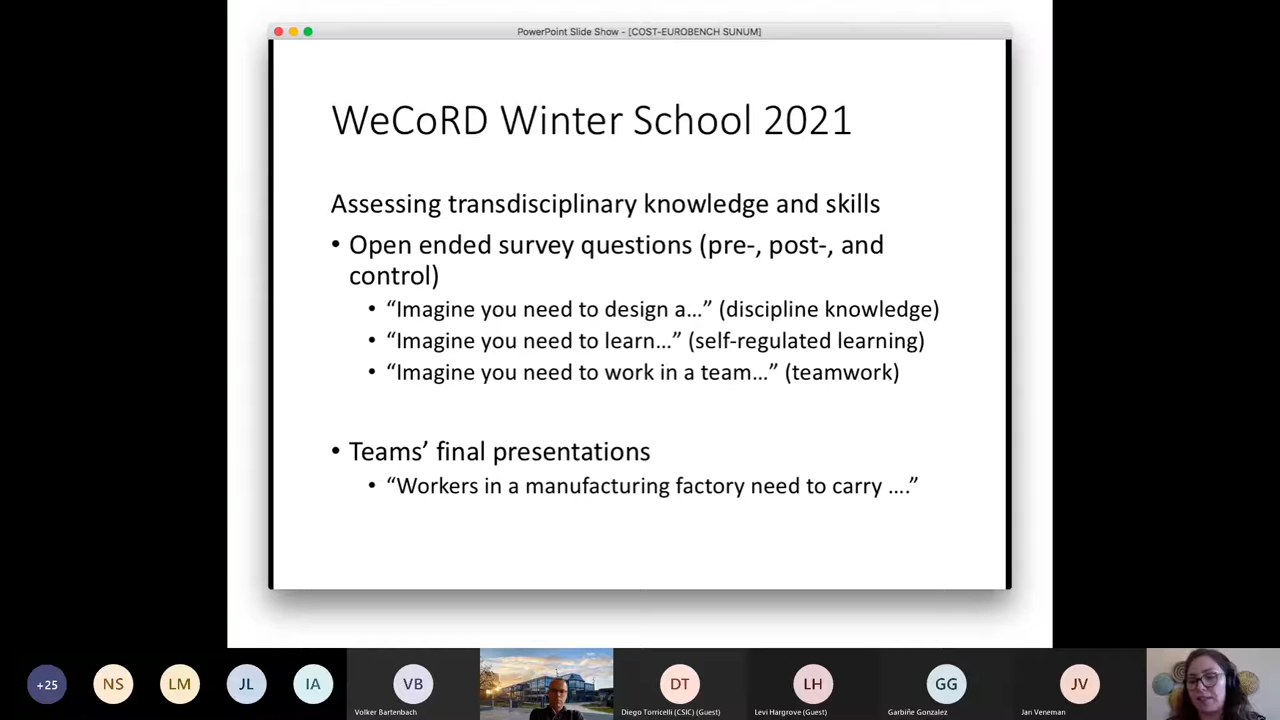 PowerPoint Slide Show - [COST-EUROBENCH SUNUM]
WeCoRD Winter School 2021
Assessing transdisciplinary knowledge and skills
• Open ended survey questions (pre-, post-, and
control)
• “Imagine you need to design a…” (discipline knowledge)
• “Imagine you need to learn…” (self-regulated learning)
• “Imagine you need to work in a team…” (teamwork)
• Teams’ final presentations
• “Workers in a manufacturing factory need to carry ….”
+25 NS LM JL IA VB DT LH GG JV
Volker Bartenbach Diego Torricelli (CSIC) (Guest) Levi Hargrove (Guest) Garbiñe Gonzalez Jan Veneman